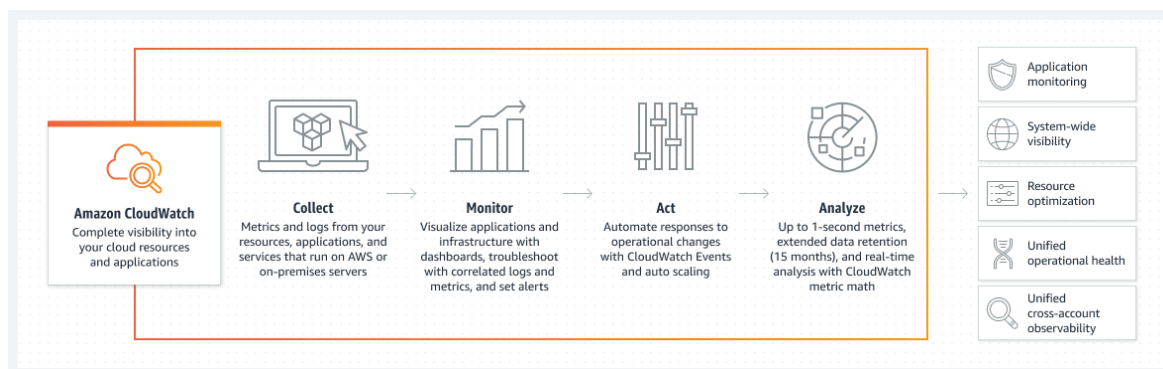 Amazon CloudWatch
Complete visibility into
your cloud resources
and applications
Collect
Metrics and logs from your
resources, applications, and
services that run on AWS or
on-premises servers
Monitor
Visualize applications and
infrastructure with
dashboards, troubleshoot
with correlated logs and
metrics, and set alerts
Act
Automate responses to
operational changes
with CloudWatch Events
and auto scaling
Analyze
Up to 1-second metrics,
extended data retention
(15 months), and real-time
analysis with CloudWatch
metric math
Application
monitoring
System-wide
visibility
Resource
optimization
Unified
operational health
Unified
cross-account
observability